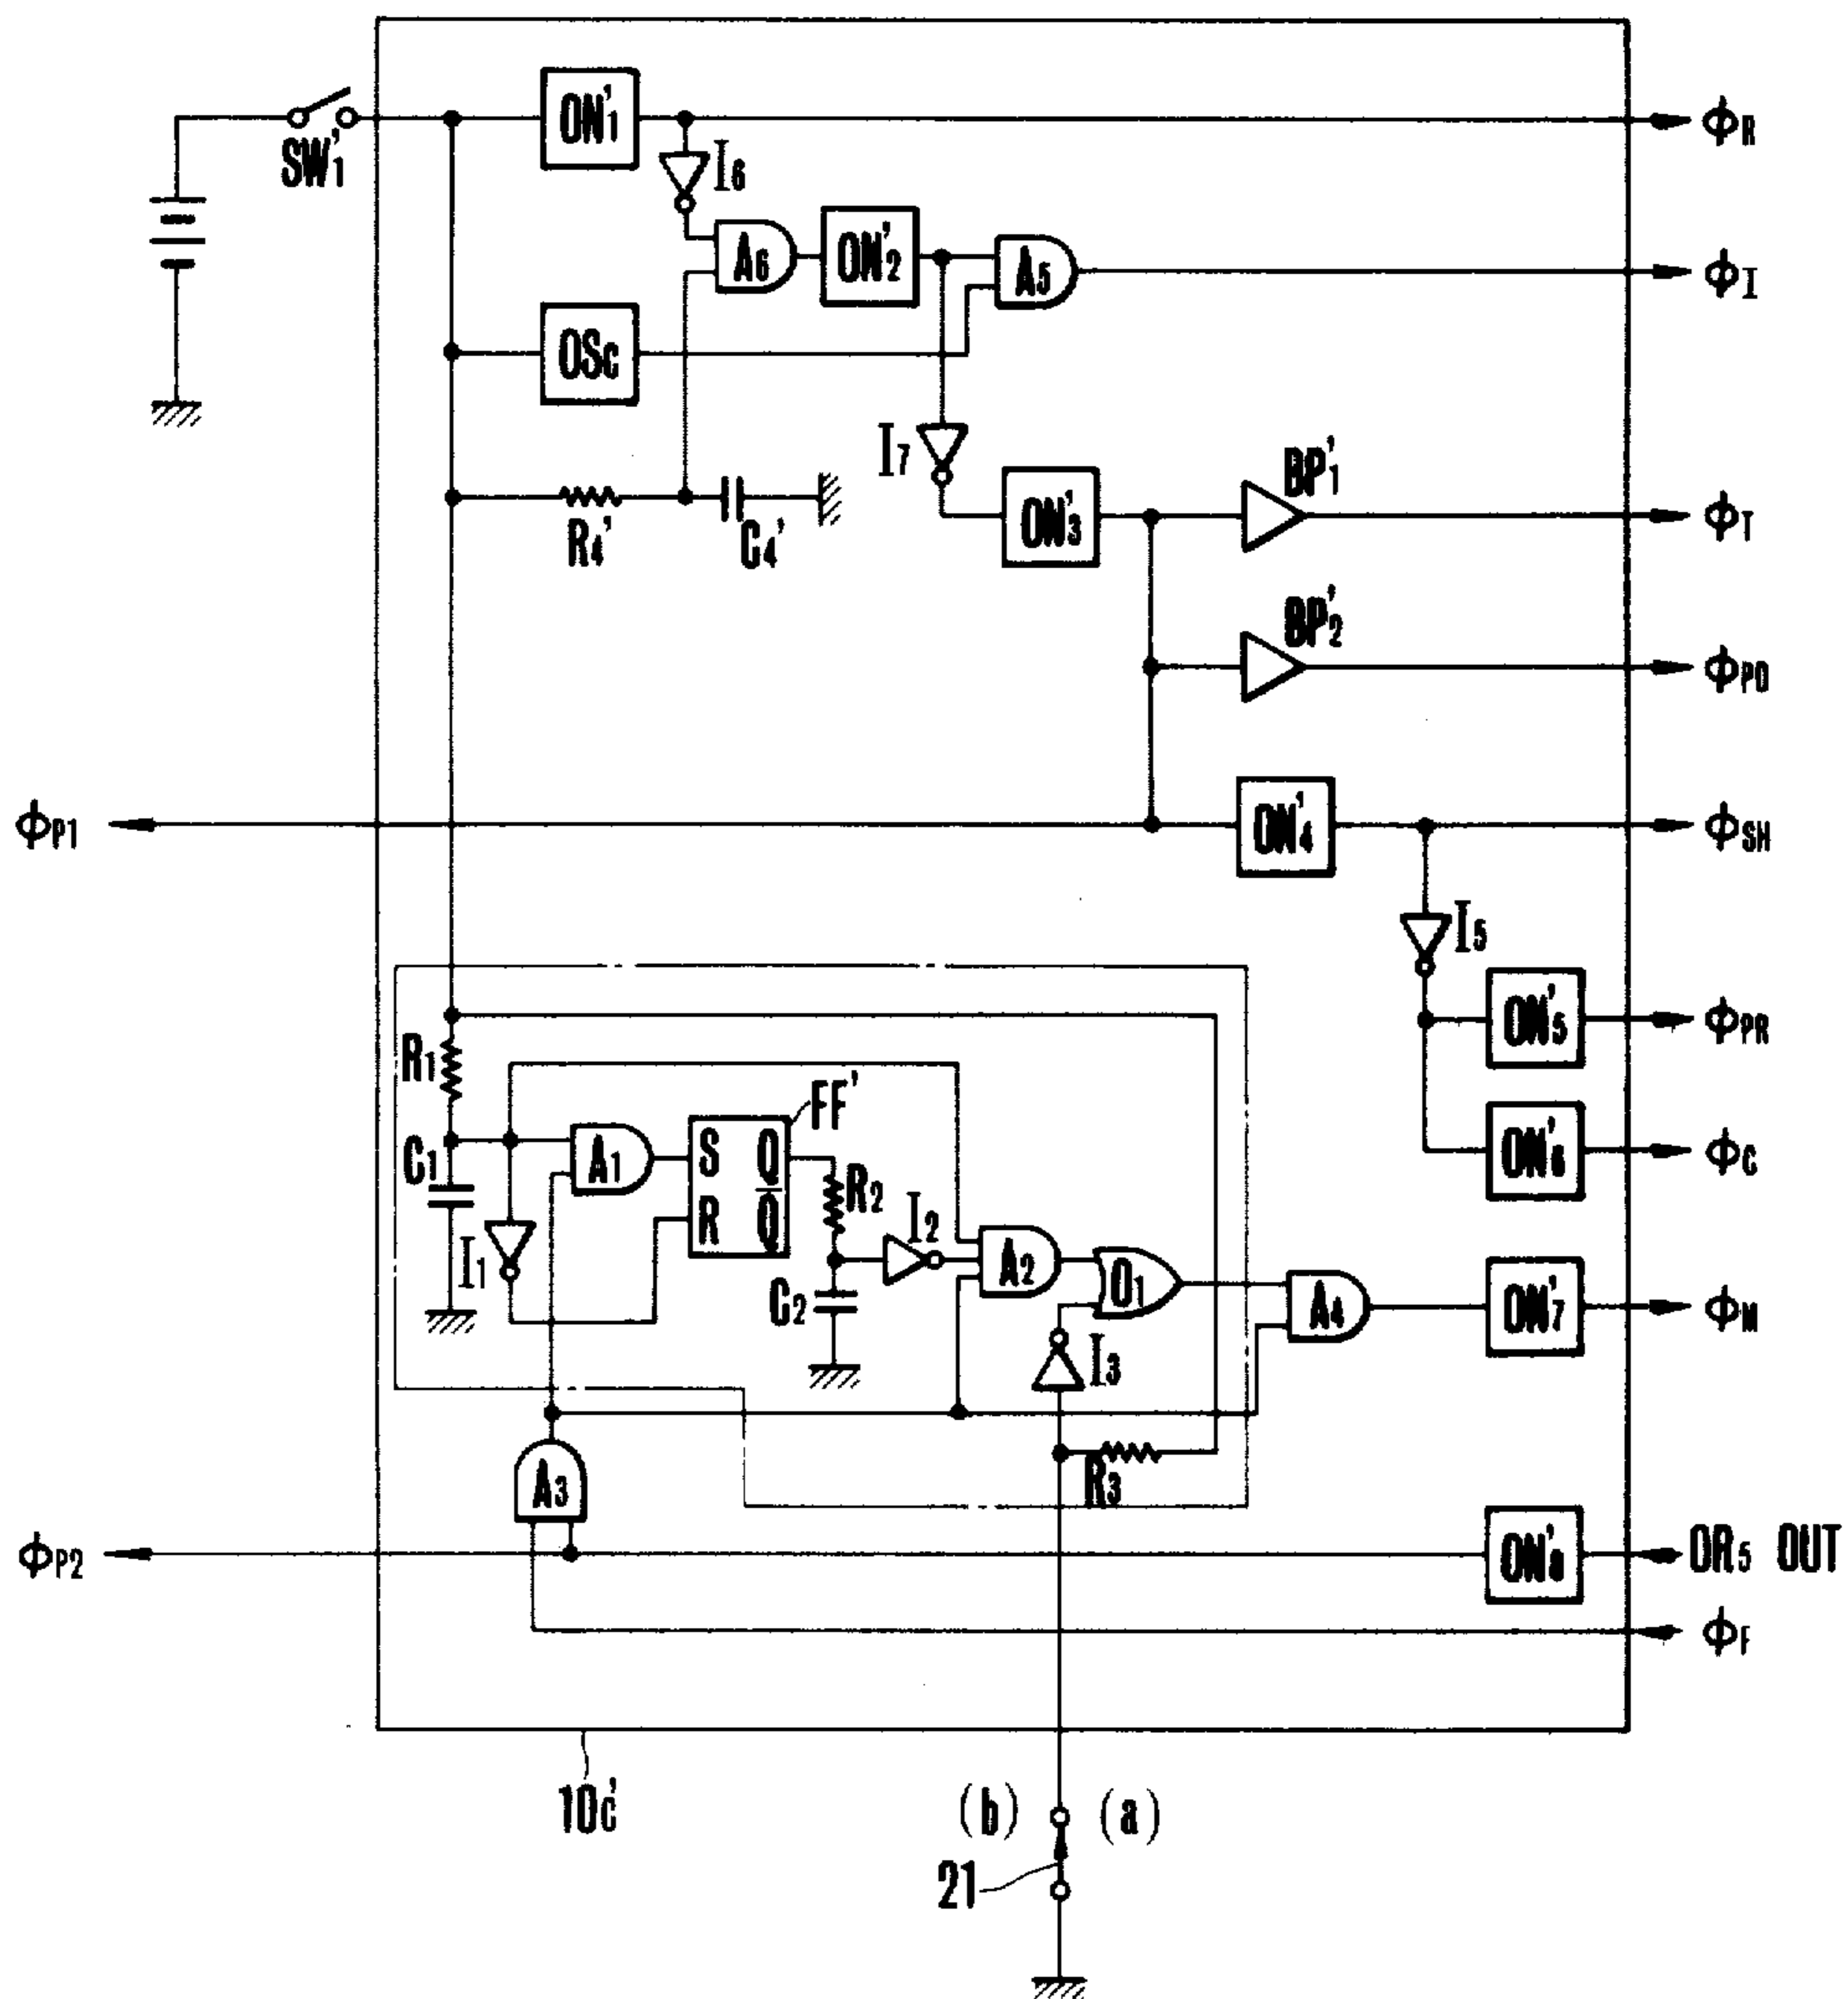 ON'1
ΦR
SW'1
I6
A6
ON'2
A5
ΦI
OSc
I7
BP'1
R4'
C4'
ON'3
ΦT
BP'2
ΦPD
ΦP1
ON'4
ΦSH
I5
ON'5
ΦPR
R1
FF'
C1
A1
S Q
R Q̅
R2
ON'6
ΦC
I1
I2
A2
O1
C2
A4
ON'7
ΦM
I3
A3
R3
ΦP2
ON'8
OR5 OUT
ΦF
10c'
(b) (a)
21